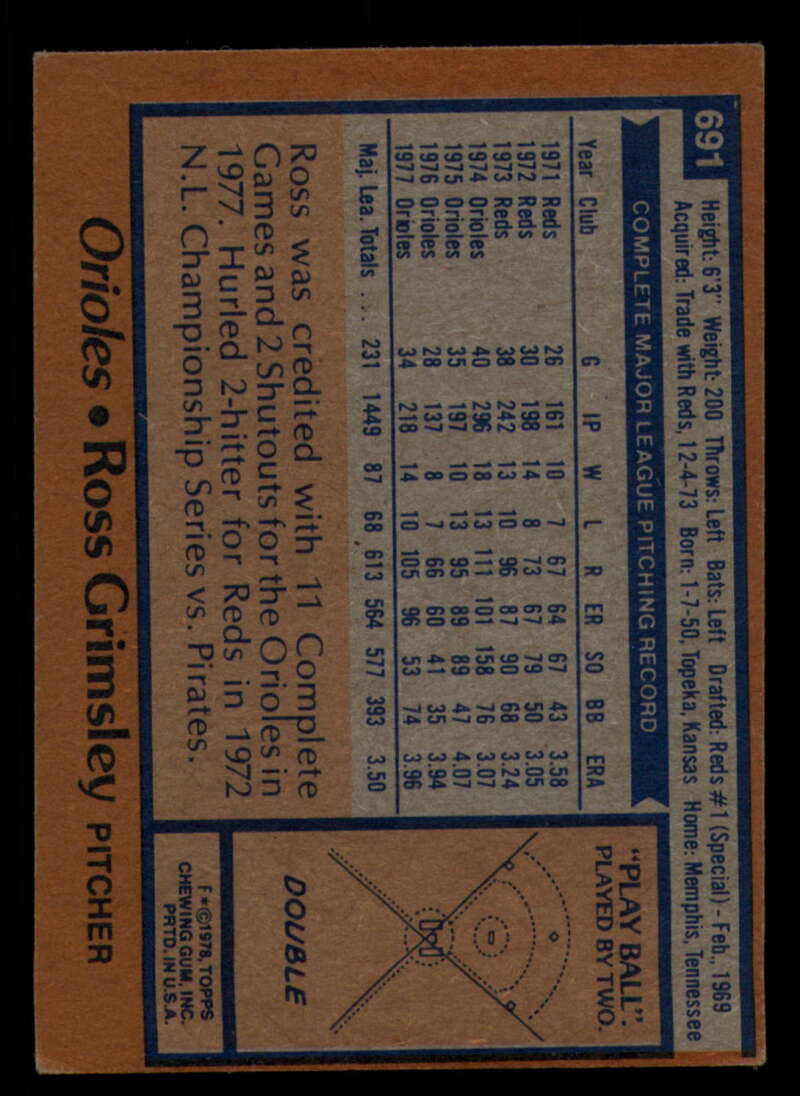 691
Height: 6'3" Weight: 200 Throws: Left Bats: Left Drafted: Reds #1 (Special) - Feb., 1969
Acquired: Trade with Reds, 12-4-73 Born: 1-7-50, Topeka, Kansas Home: Memphis, Tennessee
COMPLETE MAJOR LEAGUE PITCHING RECORD
Year Club G IP W L R ER SO BB ERA
1971 Reds 26 161 10 7 67 64 67 43 3.58
1972 Reds 30 198 14 8 73 67 79 50 3.05
1973 Reds 38 242 13 10 96 87 90 68 3.24
1974 Orioles 40 296 18 13 111 101 158 76 3.07
1975 Orioles 35 197 10 13 95 89 89 47 4.07
1976 Orioles 28 137 8 7 66 60 41 35 3.94
1977 Orioles 34 218 14 10 105 96 53 74 3.96
Maj. Lea. Totals ... 231 1449 87 68 613 564 577 393 3.50
Ross was credited with 11 Complete
Games and 2 Shutouts for the Orioles in
1977. Hurled 2-hitter for Reds in 1972
N.L. Championship Series vs. Pirates.
Orioles • Ross Grimsley PITCHER
"PLAY BALL".
PLAYED BY TWO.
DOUBLE
F*©1978, TOPPS
CHEWING GUM, INC.
PRTD. IN U.S.A.